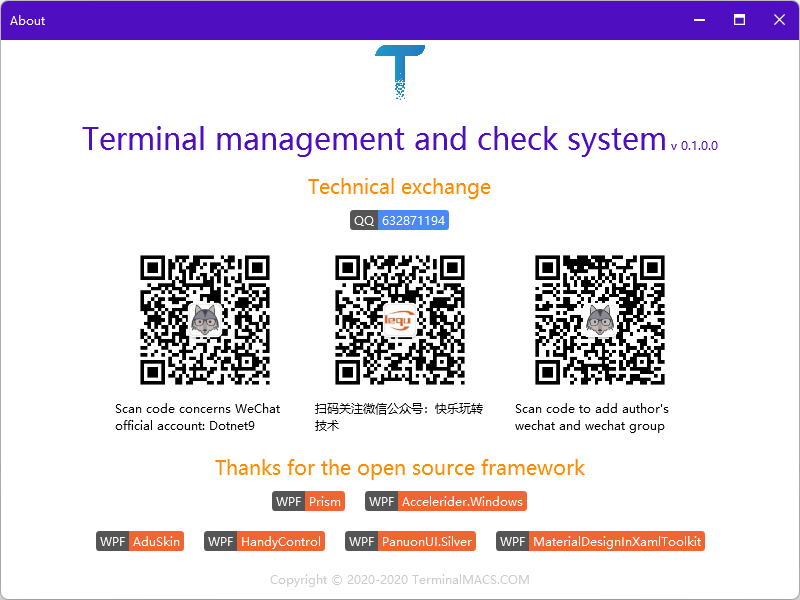 About
Terminal management and check system v 0.1.0.0
Technical exchange
QQ 632871194
lequ
Scan code concerns WeChat
official account: Dotnet9
扫码关注微信公众号：快乐玩转
技术
Scan code to add author's
wechat and wechat group
Thanks for the open source framework
WPF Prism WPF Accelerider.Windows
WPF AduSkin WPF HandyControl WPF PanuonUI.Silver WPF MaterialDesignInXamlToolkit
Copyright © 2020-2020 TerminalMACS.COM